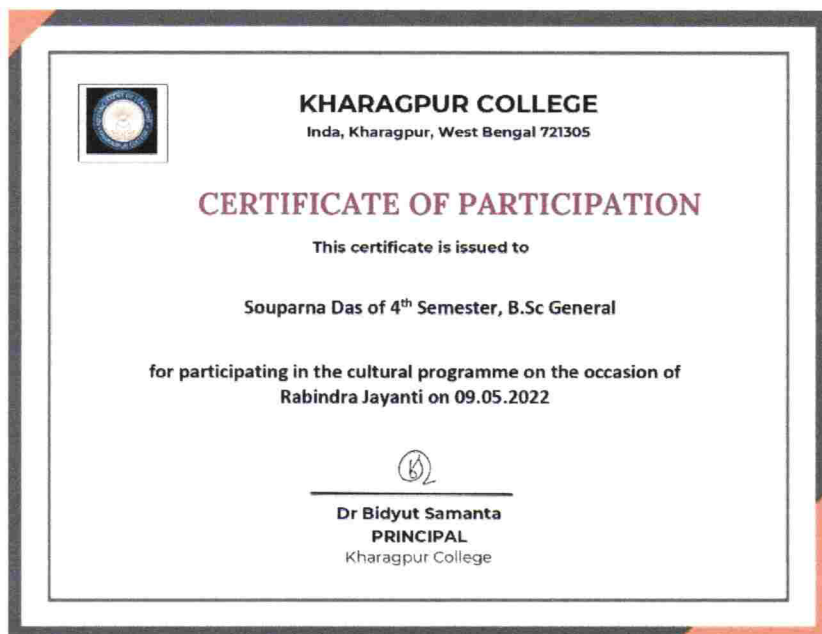 KHARAGPUR COLLEGE
Inda, Kharagpur, West Bengal 721305
CERTIFICATE OF PARTICIPATION
This certificate is issued to
Souparna Das of 4th Semester, B.Sc General
for participating in the cultural programme on the occasion of
Rabindra Jayanti on 09.05.2022
Dr Bidyut Samanta
PRINCIPAL
Kharagpur College